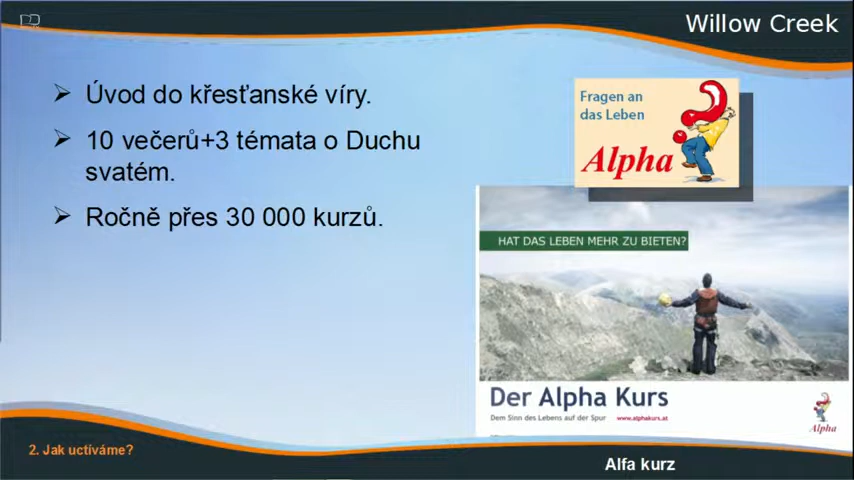 Willow Creek
Úvod do křesťanské víry.
10 večerů+3 témata o Duchu
svatém.
Ročně přes 30 000 kurzů.
Fragen an
das Leben
Alpha
HAT DAS LEBEN MEHR ZU BIETEN?
Der Alpha Kurs
Dem Sinn des Lebens auf der Spur www.alphakurs.at
Alpha
2. Jak uctíváme?
Alfa kurz